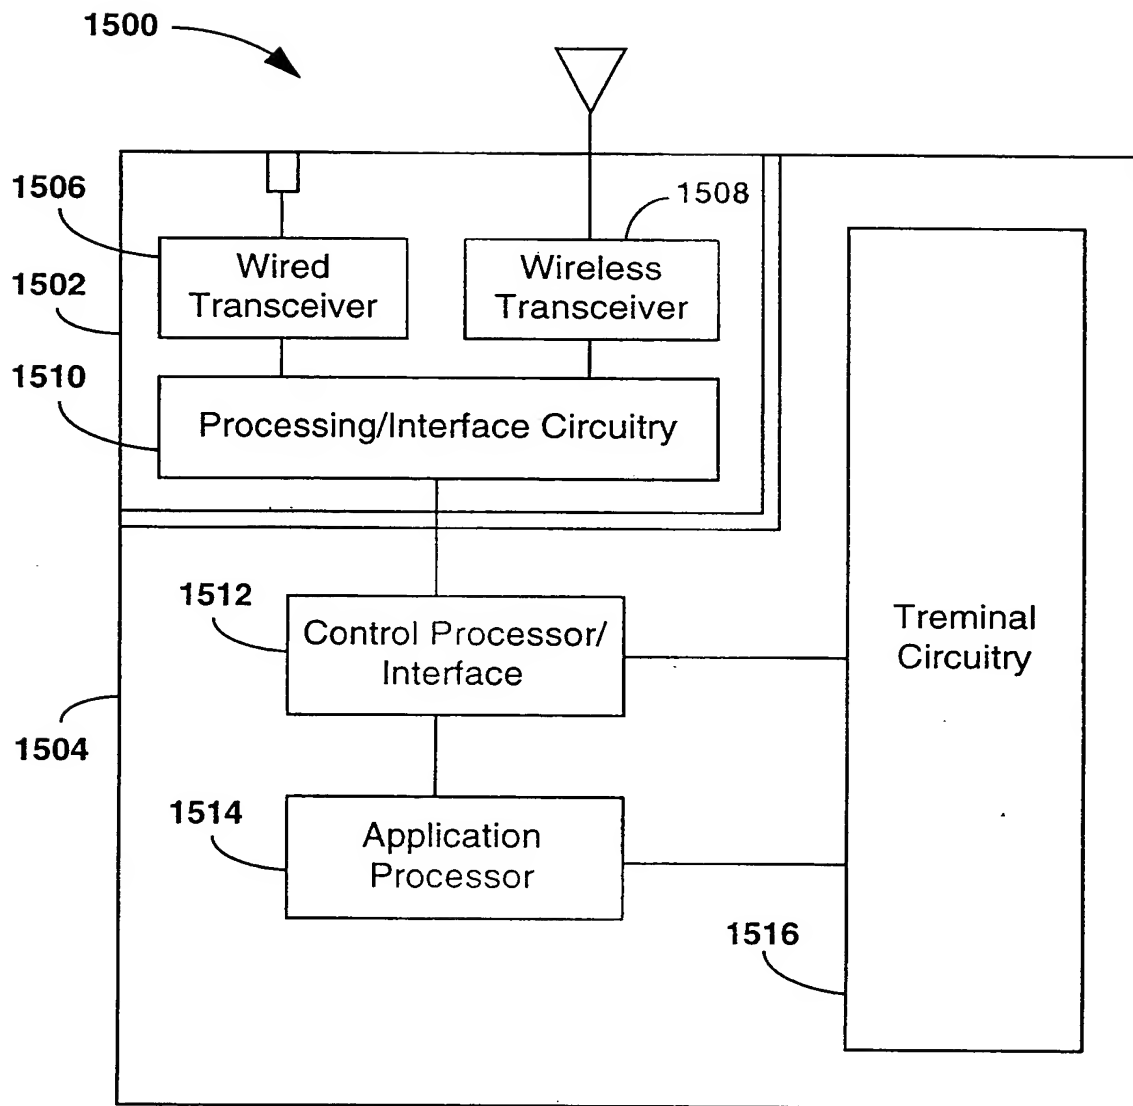 1500
1506
1508
Wired
Transceiver
Wireless
Transceiver
1502
1510
Processing/Interface Circuitry
1512
Control Processor/
Interface
Treminal
Circuitry
1504
1514
Application
Processor
1516